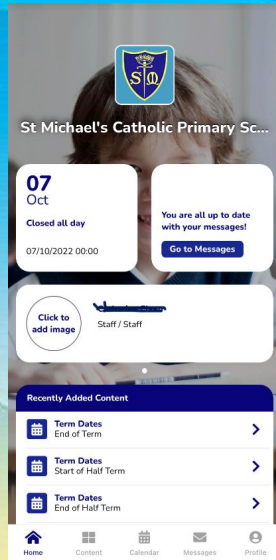 SM
St Michael's Catholic Primary Sc...
07
Oct
Closed all day
07/10/2022 00:00
You are all up to date
with your messages!
Go to Messages
Click to
add image
Staff / Staff
Recently Added Content
Term Dates
End of Term
Term Dates
Start of Half Term
Term Dates
End of Half Term
Home
Content
Calendar
Messages
Profile